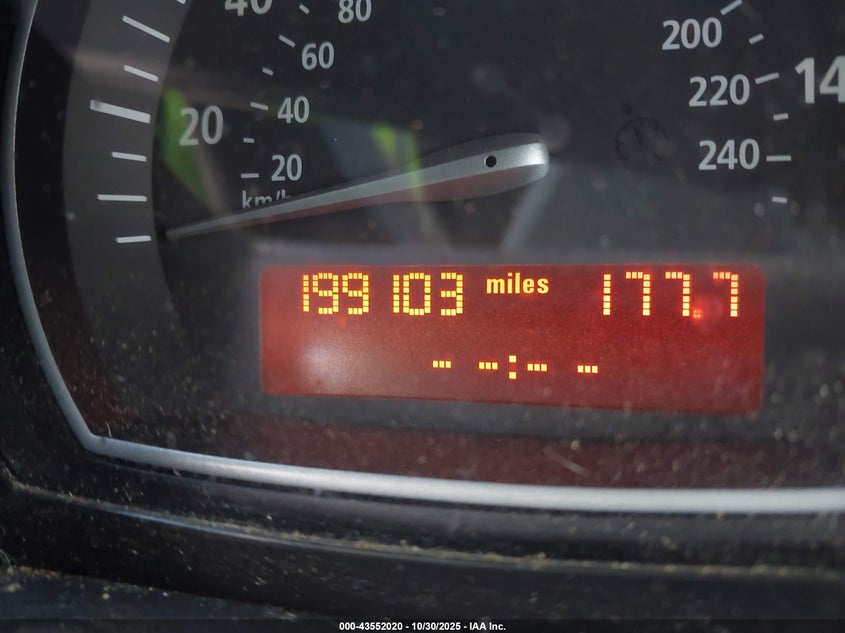 40 80 200
60
220 14
20 40
20 240
km/h
199 103 miles 177.7
-- --:-- --
000-43552020 - 10/30/2025 - IAA Inc.